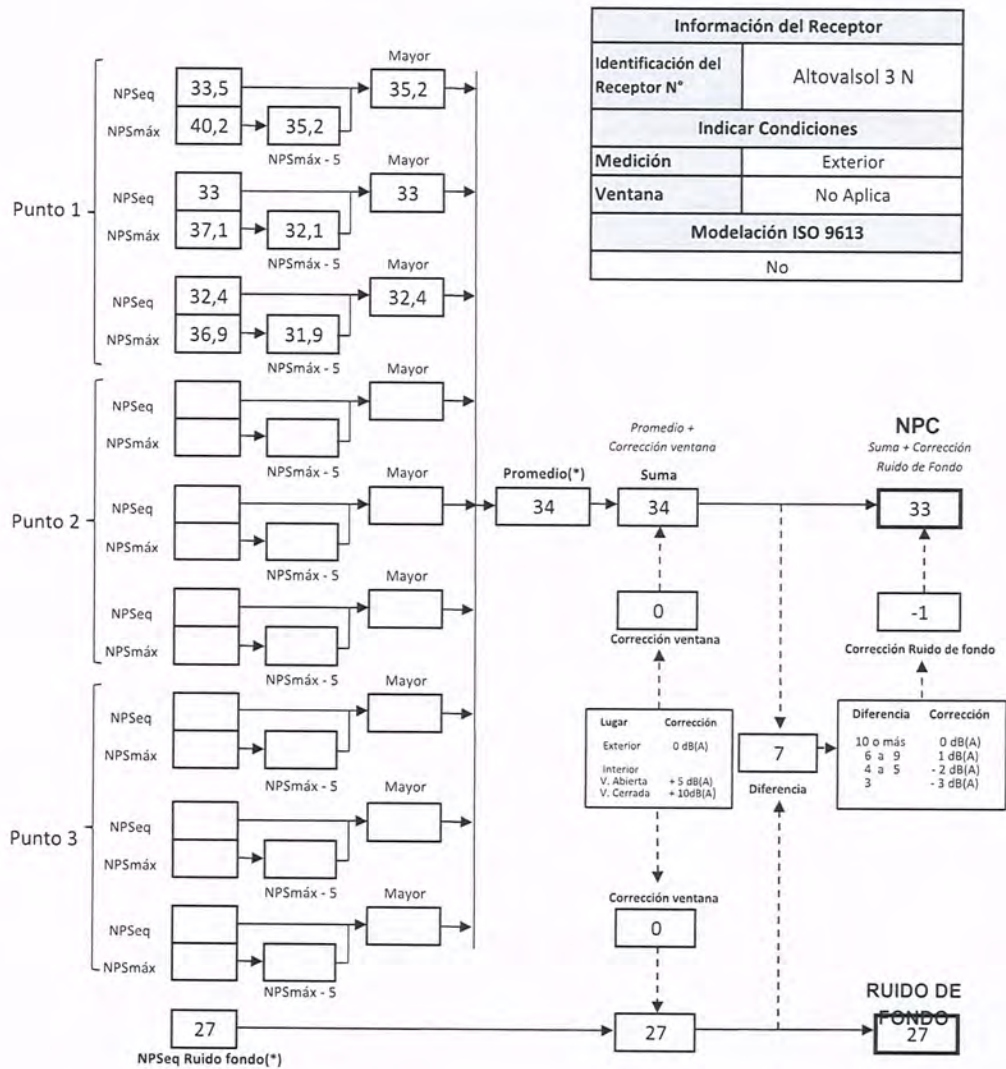 Información del Receptor
Identificación del Receptor N° Altovalsol 3 N
Indicar Condiciones
Medición Exterior
Ventana No Aplica
Modelación ISO 9613
No
Punto 1
Mayor
NPSeq 33,5 35,2
NPSmáx 40,2 35,2
NPSmáx - 5
Mayor
NPSeq 33 33
NPSmáx 37,1 32,1
NPSmáx - 5
Mayor
NPSeq 32,4 32,4
NPSmáx 36,9 31,9
NPSmáx - 5
Punto 2
Mayor
NPSeq
NPSmáx
NPSmáx - 5
Mayor
NPSeq
NPSmáx
NPSmáx - 5
Mayor
NPSeq
NPSmáx
NPSmáx - 5
Punto 3
Mayor
NPSeq
NPSmáx
NPSmáx - 5
Mayor
NPSeq
NPSmáx
NPSmáx - 5
Mayor
NPSeq
NPSmáx
NPSmáx - 5
Promedio(*)
34
Promedio +
Corrección ventana
Suma
34
0
Corrección ventana
NPC
Suma + Corrección
Ruido de Fondo
33
-1
Corrección Ruido de fondo
Lugar Corrección
Exterior 0 dB(A)
Interior
V. Abierta + 5 dB(A)
V. Cerrada + 10dB(A)
7
Diferencia
Diferencia Corrección
10 o más 0 dB(A)
6 a 9 1 dB(A)
4 a 5 - 2 dB(A)
3 - 3 dB(A)
Corrección ventana
0
27
NPSeq Ruido fondo(*)
27
RUIDO DE
FONDO
27